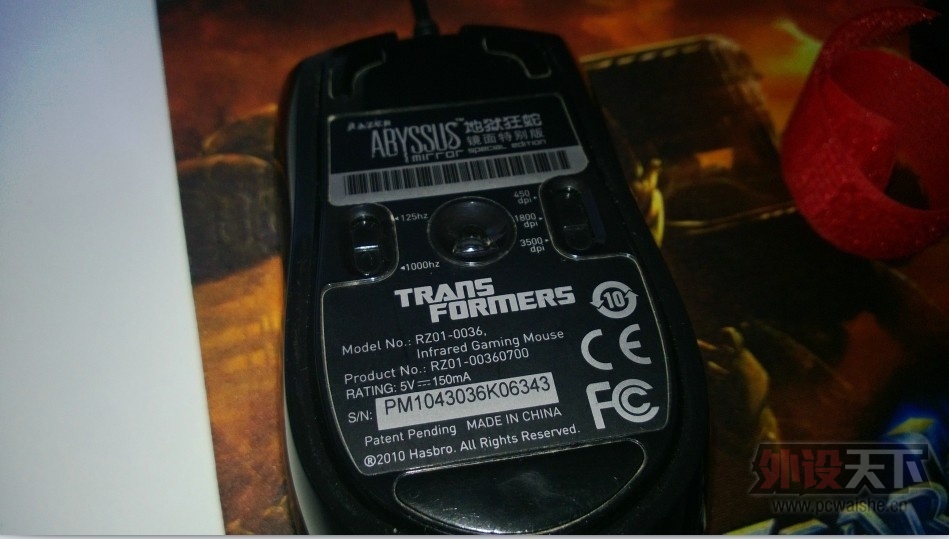 RAZER
ABYSSUS™ 地狱狂蛇
mirror 镜面特别版
special edition
450 dpi
125hz
1800 dpi
3500 dpi
1000hz
TRANS
FORMERS
10
Model No.: RZ01-0036,
Infrared Gaming Mouse
Product No.: RZ01-00360700
RATING: 5V⎓150mA
S/N: PM1043036K06343
CE
FC
Patent Pending MADE IN CHINA
®2010 Hasbro. All Rights Reserved.
外设天下
www.pcwaishe.cn